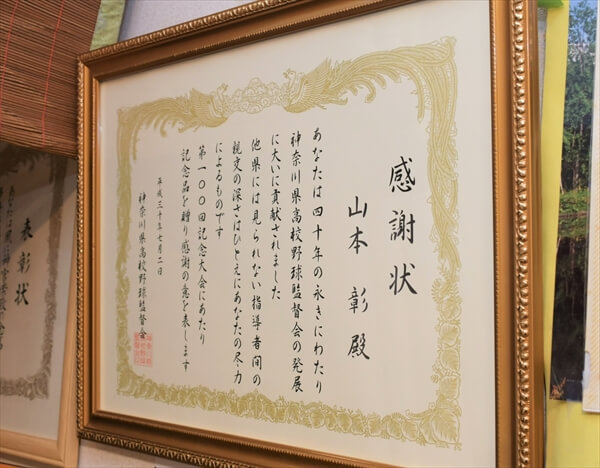 感謝状
山本 彰 殿
あなたは四十年の永きにわたり
神奈川県高校野球監督会の発展
に大いに貢献されました
他県には見られない指導者間の
親交の深さはひとえにあなたの尽力
によるものです
第一〇〇回記念大会にあたり
記念品を贈り感謝の意を表します
平成三十年七月二日
神奈川県高校野球監督会
表彰状